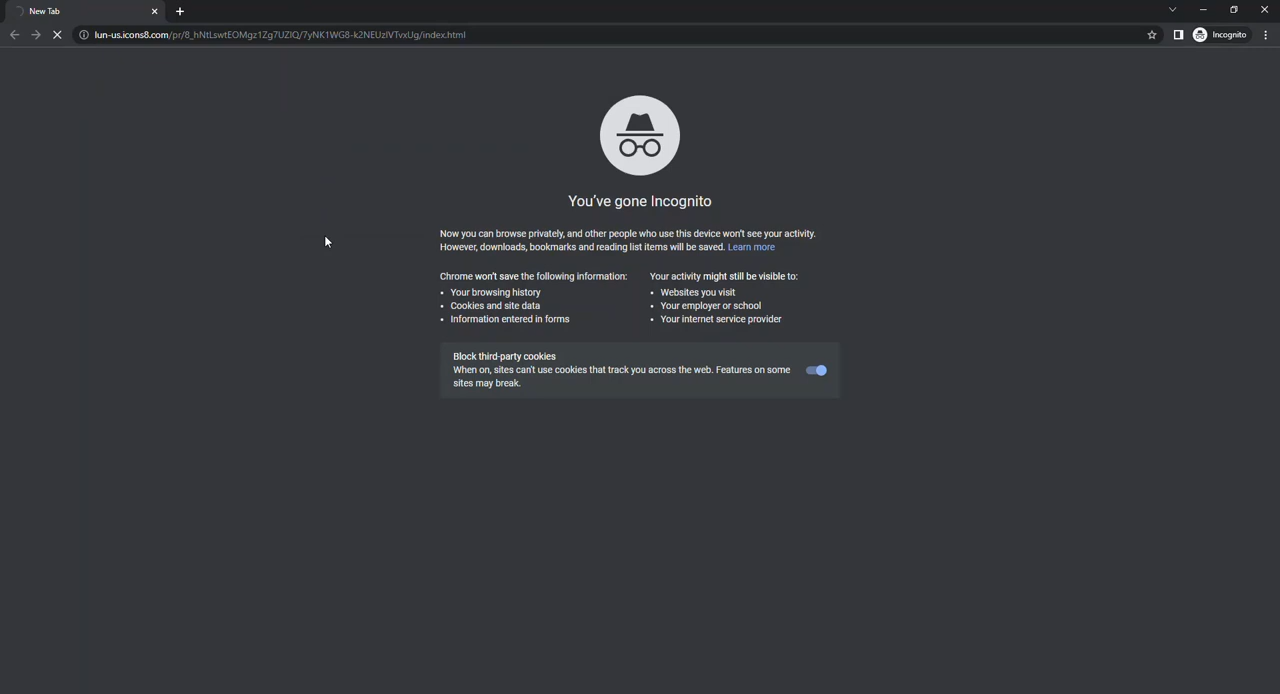 New Tab
lun-us.icons8.com/pr/8_hNtLswtEOMgz1Zg7UZIQ/7yNK1WG8-k2NEUzIVTvxUg/index.html
Incognito
You've gone Incognito
Now you can browse privately, and other people who use this device won't see your activity.
However, downloads, bookmarks and reading list items will be saved. Learn more
Chrome won't save the following information:
• Your browsing history
• Cookies and site data
• Information entered in forms
Your activity might still be visible to:
• Websites you visit
• Your employer or school
• Your internet service provider
Block third-party cookies
When on, sites can't use cookies that track you across the web. Features on some
sites may break.